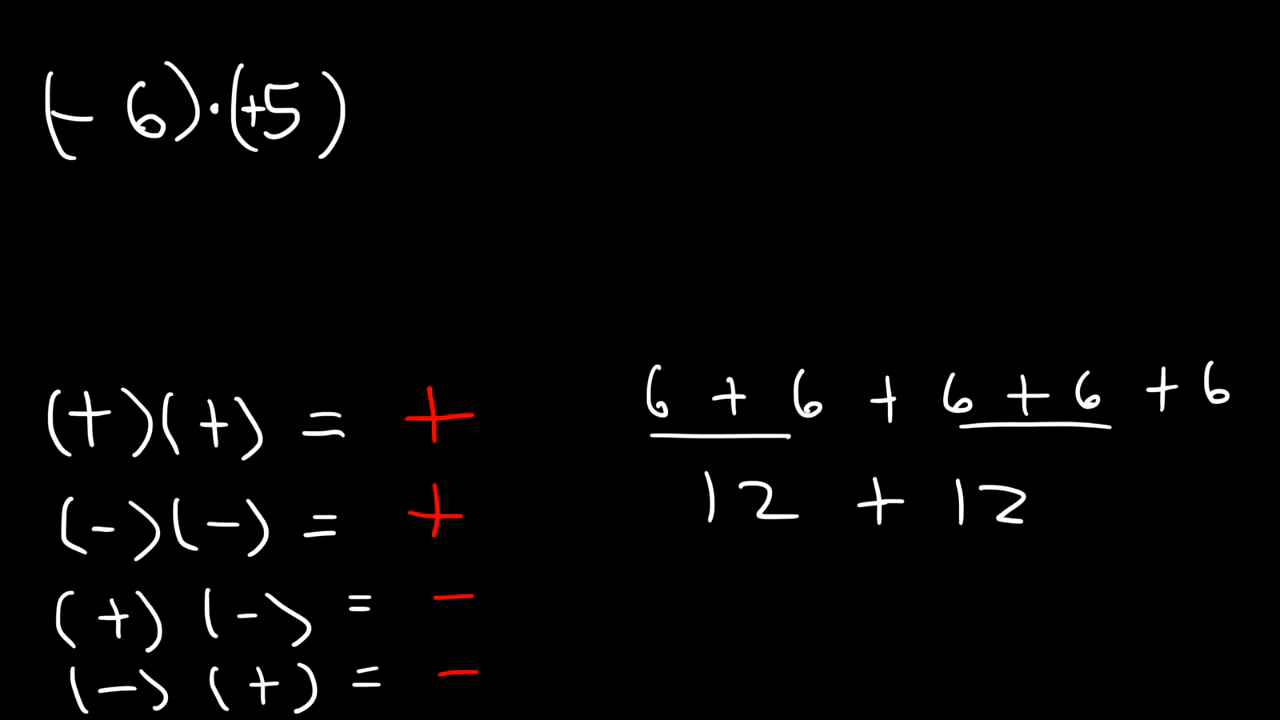 (- 6)·(+5)
(+)(+) = +
(-)(-) = +
(+)(-) = -
(-)(+) = -
6 + 6 + 6 + 6 + 6
12 + 12